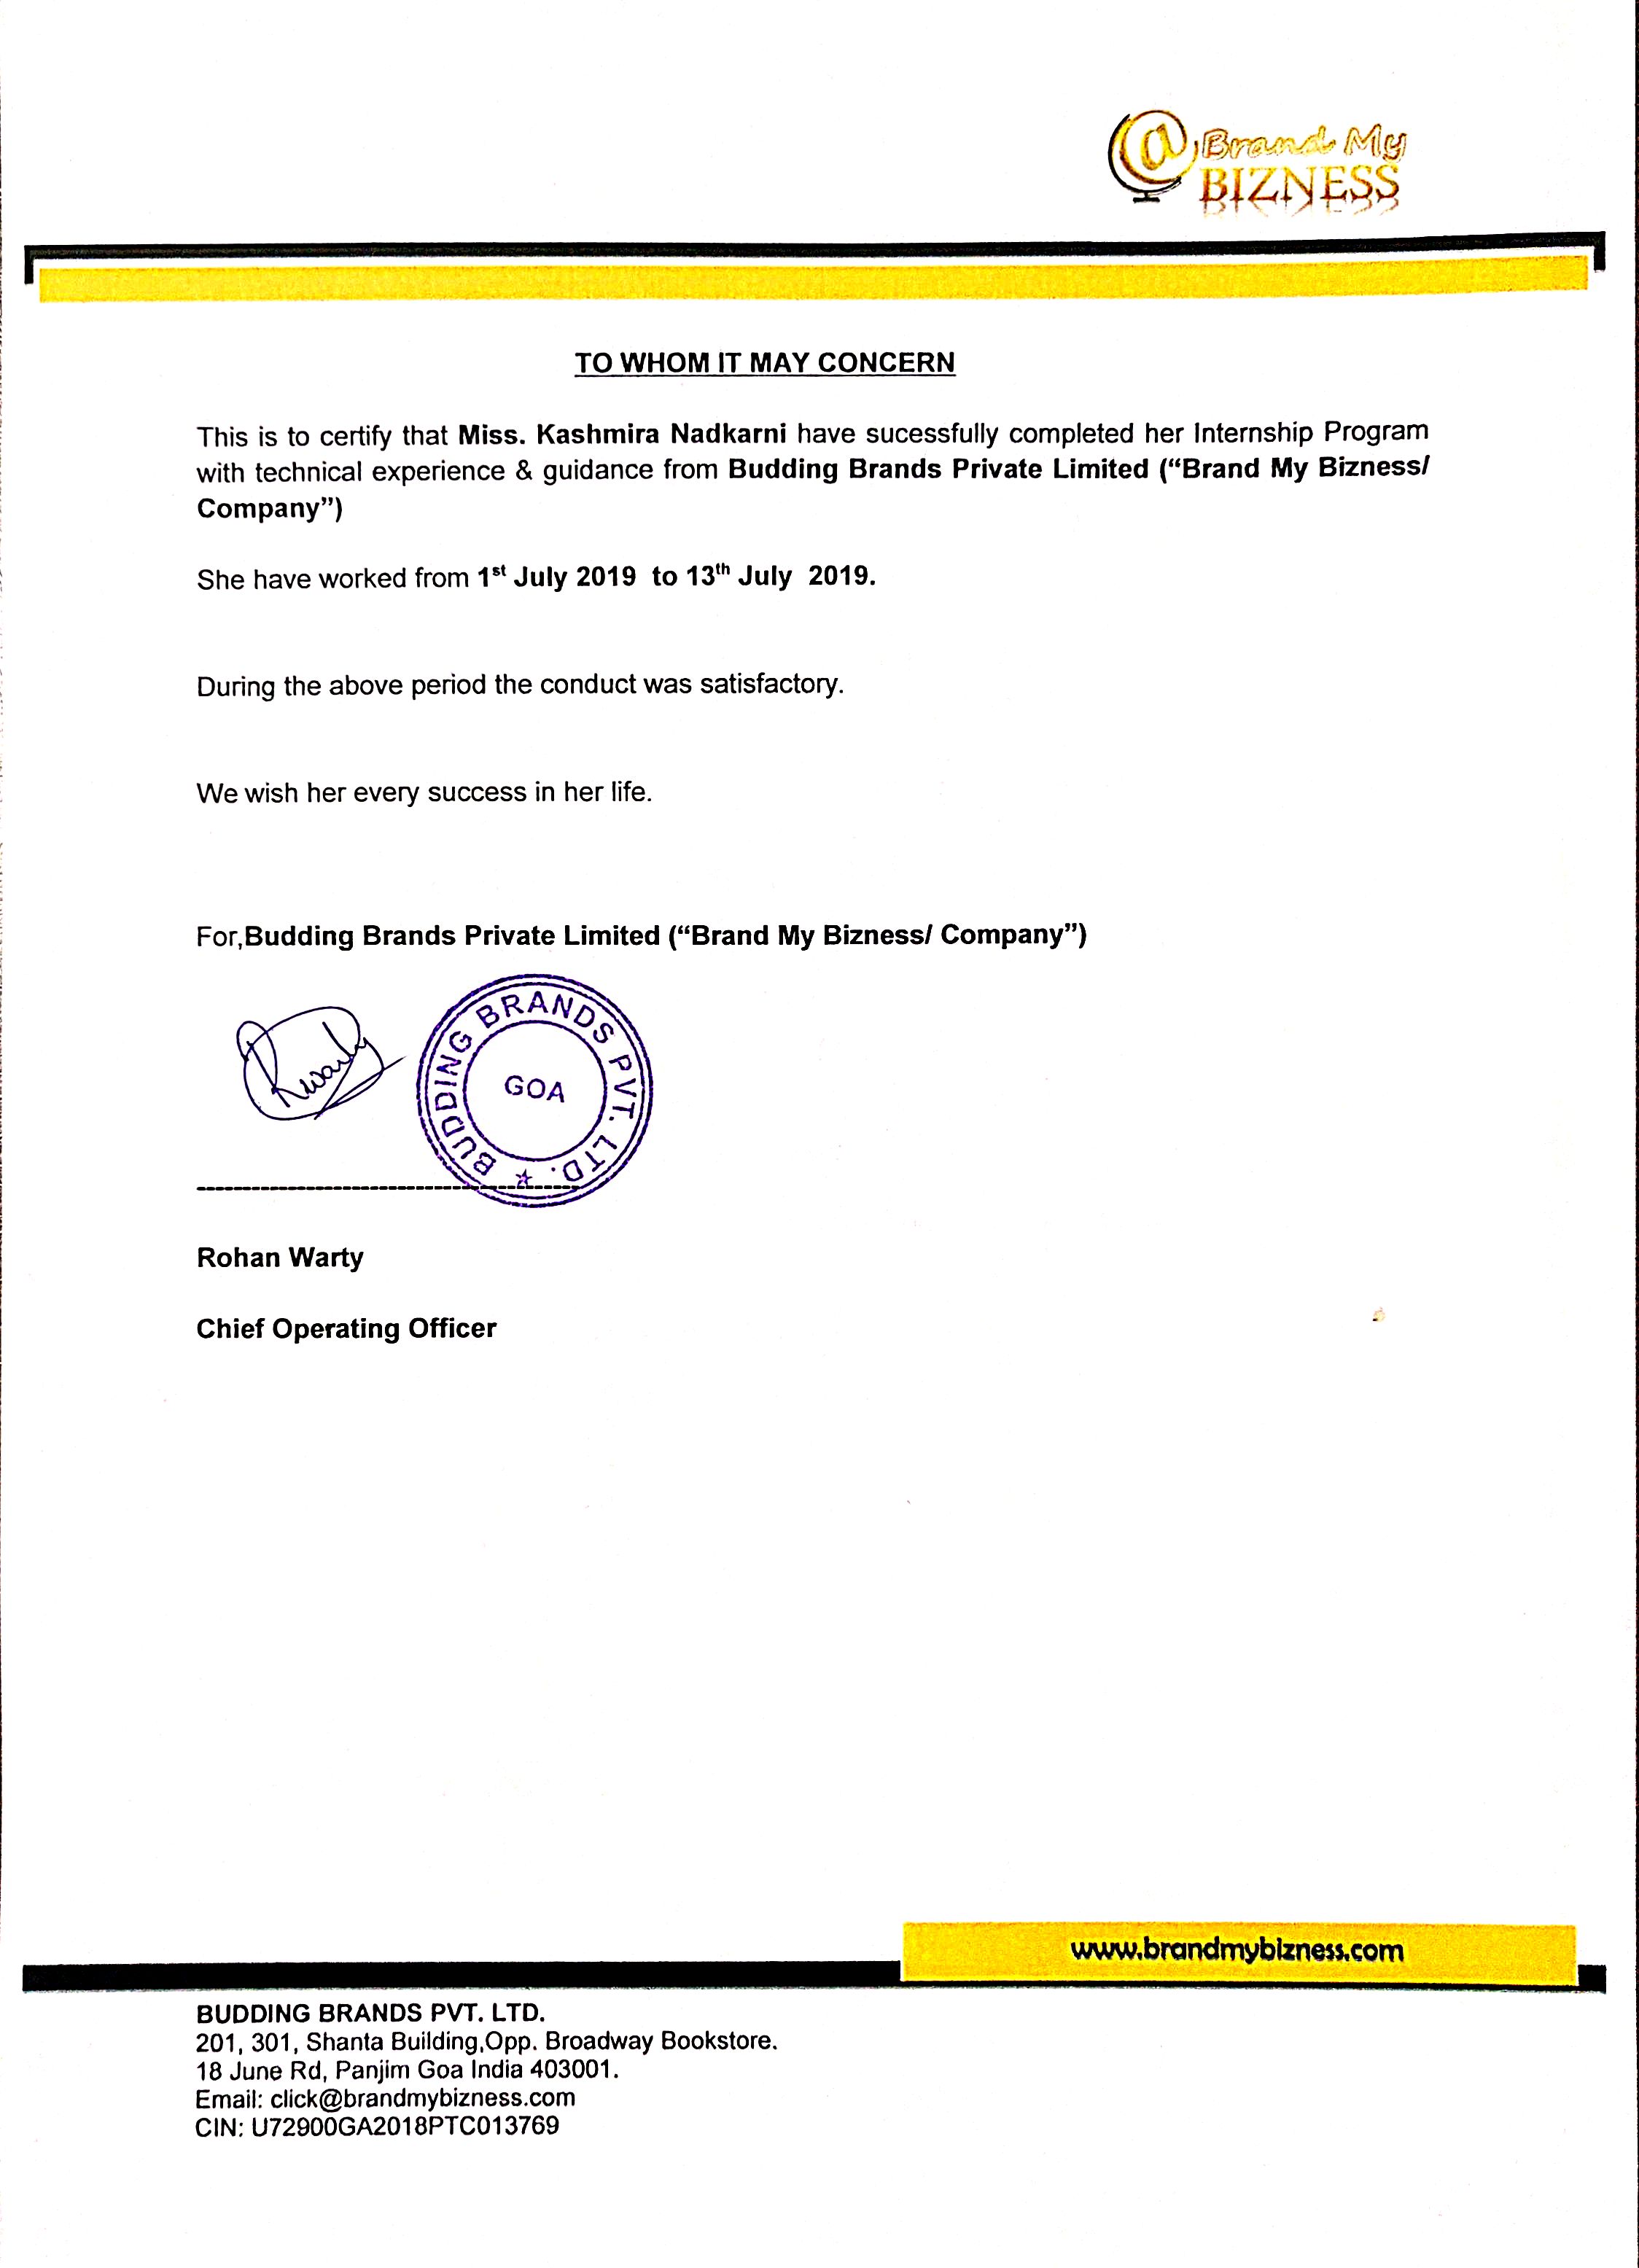 @ Brand My
BIZNESS
TO WHOM IT MAY CONCERN
This is to certify that Miss. Kashmira Nadkarni have sucessfully completed her Internship Program
with technical experience & guidance from Budding Brands Private Limited (“Brand My Bizness/
Company”)
She have worked from 1st July 2019 to 13th July 2019.
During the above period the conduct was satisfactory.
We wish her every success in her life.
For,Budding Brands Private Limited (“Brand My Bizness/ Company”)
Rwarty
BUDDING BRANDS PVT. LTD.
GOA
Rohan Warty
Chief Operating Officer
www.brandmybizness.com
BUDDING BRANDS PVT. LTD.
201, 301, Shanta Building,Opp. Broadway Bookstore.
18 June Rd, Panjim Goa India 403001.
Email: click@brandmybizness.com
CIN: U72900GA2018PTC013769